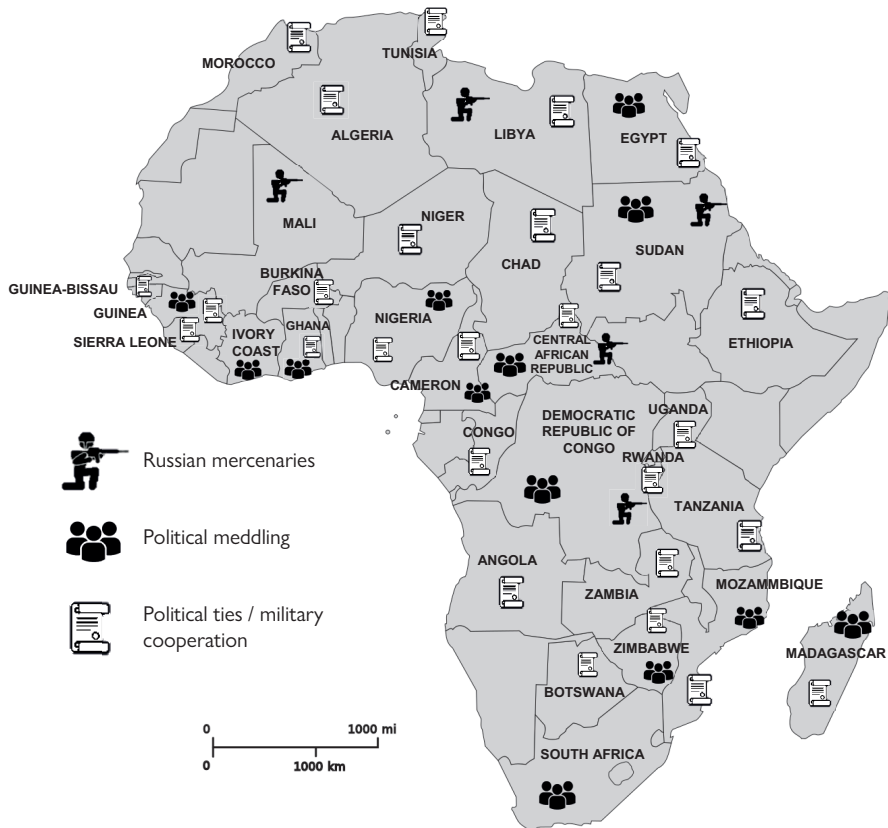 MOROCCO
TUNISIA
ALGERIA
LIBYA
EGYPT
MALI
NIGER
CHAD
SUDAN
GUINEA-BISSAU
BURKINA
FASO
GUINEA
NIGERIA
SIERRA LEONE
IVORY
COAST
GHANA
CENTRAL
AFRICAN
REPUBLIC
ETHIOPIA
CAMERON
DEMOCRATIC
REPUBLIC OF
CONGO
UGANDA
CONGO
RWANDA
TANZANIA
Russian mercenaries
Political meddling
ANGOLA
ZAMBIA
MOZAMMBIQUE
Political ties / military
cooperation
ZIMBABWE
MADAGASCAR
BOTSWANA
0 1000 mi
0 1000 km
SOUTH AFRICA